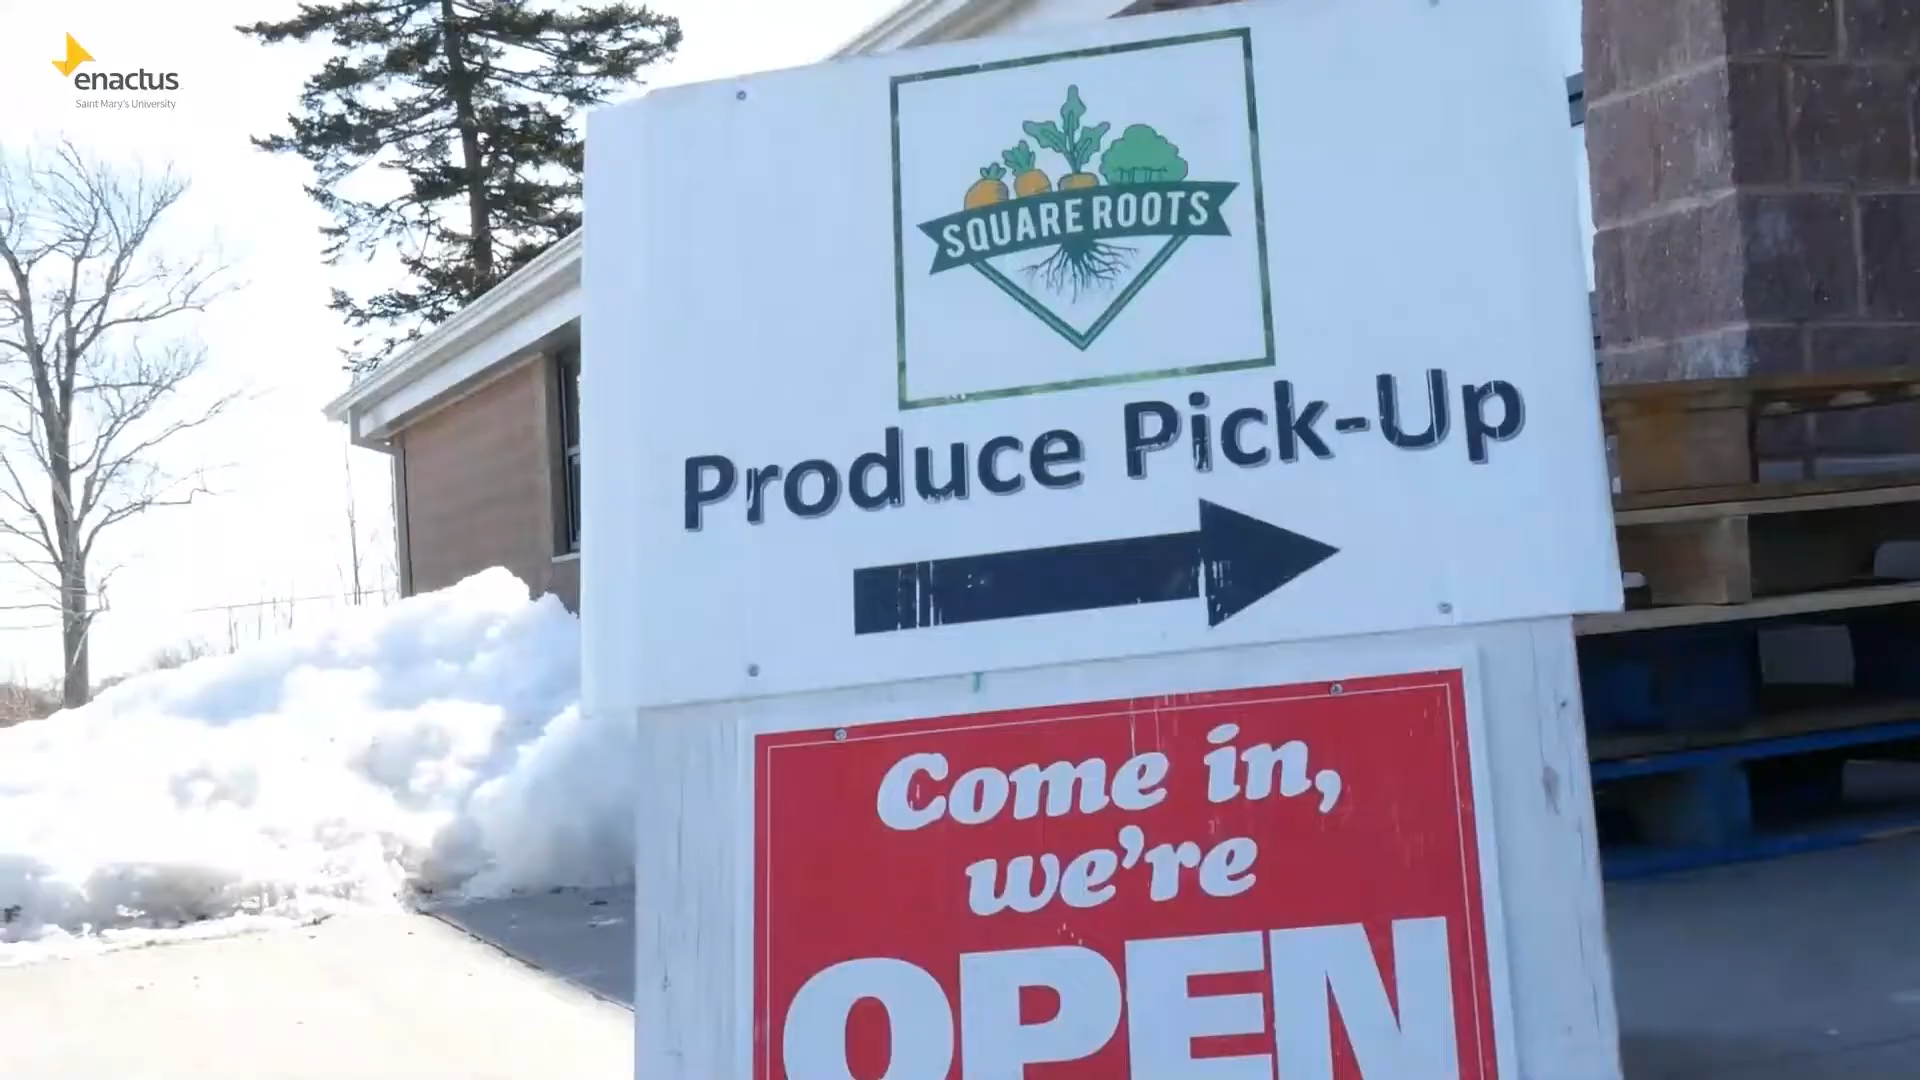 enactus
Saint Mary's University
SQUARE ROOTS
Produce Pick-Up
Come in,
we're
OPEN